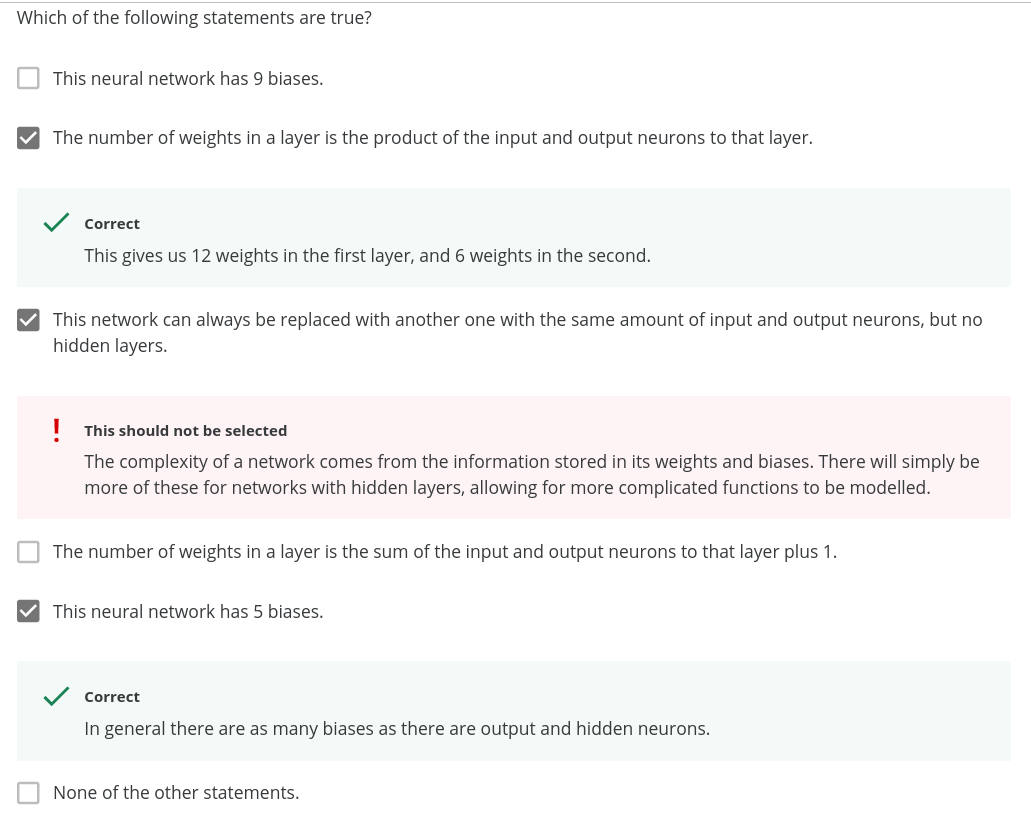 Which of the following statements are true?
This neural network has 9 biases.
The number of weights in a layer is the product of the input and output neurons to that layer.
Correct
This gives us 12 weights in the first layer, and 6 weights in the second.
This network can always be replaced with another one with the same amount of input and output neurons, but no
hidden layers.
This should not be selected
The complexity of a network comes from the information stored in its weights and biases. There will simply be
more of these for networks with hidden layers, allowing for more complicated functions to be modelled.
The number of weights in a layer is the sum of the input and output neurons to that layer plus 1.
This neural network has 5 biases.
Correct
In general there are as many biases as there are output and hidden neurons.
None of the other statements.